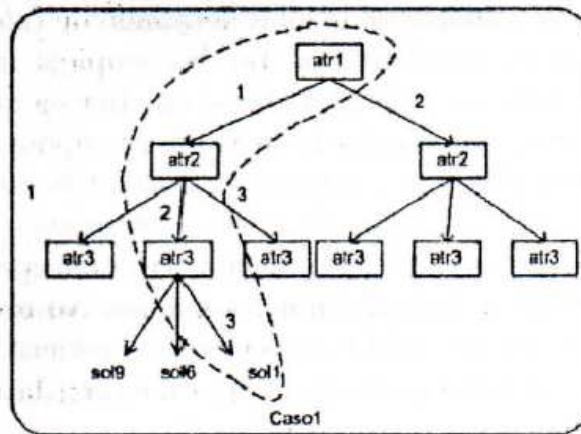 atr1
1 2
atr2 atr2
1 2 3
atr3 atr3 atr3 atr3 atr3 atr3
3
sol9 sol6 sol1
Caso1